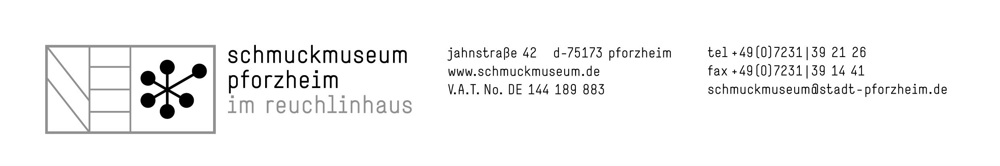 schmuckmuseum
pforzheim
im reuchlinhaus
jahnstraße 42 d-75173 pforzheim
www.schmuckmuseum.de
V.A.T. No. DE 144 189 883
tel +49(0)7231|39 21 26
fax +49(0)7231|39 14 41
schmuckmuseum@stadt-pforzheim.de